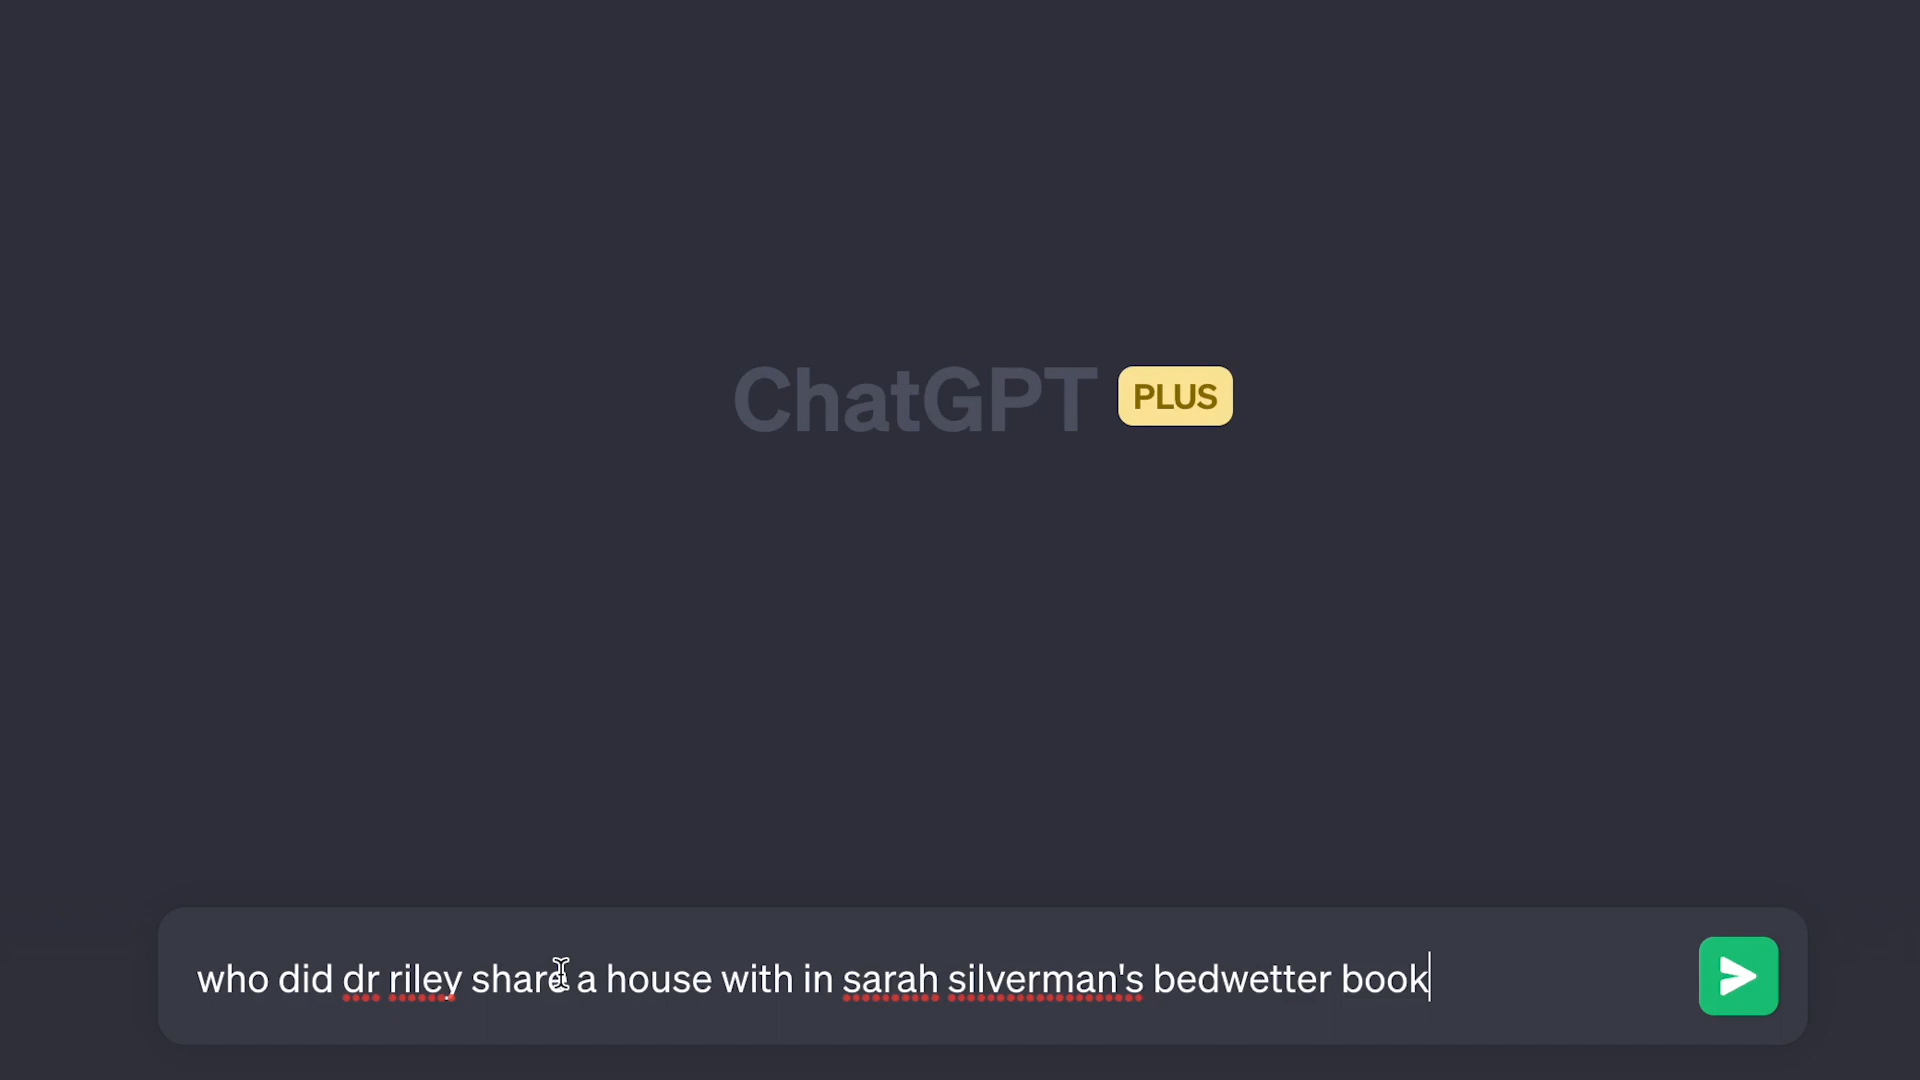 ChatGPT PLUS
who did dr riley share a house with in sarah silverman's bedwetter book